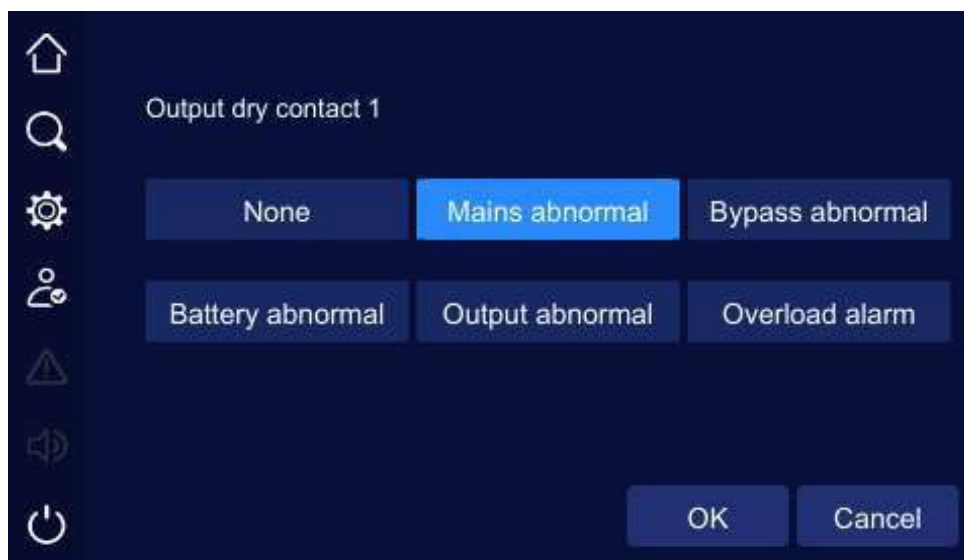 Output dry contact 1
None Mains abnormal Bypass abnormal
Battery abnormal Output abnormal Overload alarm
OK Cancel